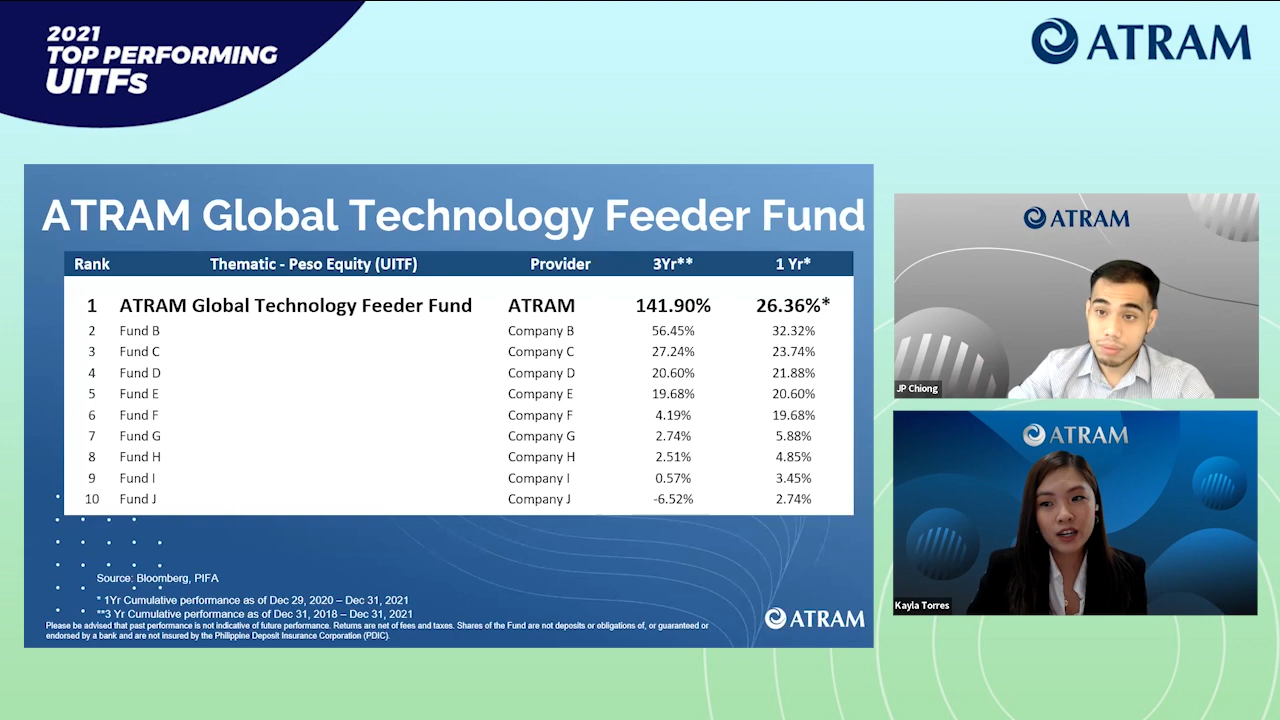 2021
TOP PERFORMING
UITFs
ATRAM
ATRAM Global Technology Feeder Fund
Rank Thematic - Peso Equity (UITF) Provider 3Yr** 1 Yr*
1 ATRAM Global Technology Feeder Fund ATRAM 141.90% 26.36%*
2 Fund B Company B 56.45% 32.32%
3 Fund C Company C 27.24% 23.74%
4 Fund D Company D 20.60% 21.88%
5 Fund E Company E 19.68% 20.60%
6 Fund F Company F 4.19% 19.68%
7 Fund G Company G 2.74% 5.88%
8 Fund H Company H 2.51% 4.85%
9 Fund I Company I 0.57% 3.45%
10 Fund J Company J -6.52% 2.74%
Source: Bloomberg, PIFA
* 1Yr Cumulative performance as of Dec 29, 2020 – Dec 31, 2021
**3 Yr Cumulative performance as of Dec 31, 2018 – Dec 31, 2021
Please be advised that past performance is not indicative of future performance. Returns are net of fees and taxes. Shares of the Fund are not deposits or obligations of, or guaranteed or
endorsed by a bank and are not insured by the Philippine Deposit Insurance Corporation (PDIC).
ATRAM
ATRAM
JP Chiong
ATRAM
Kayla Torres